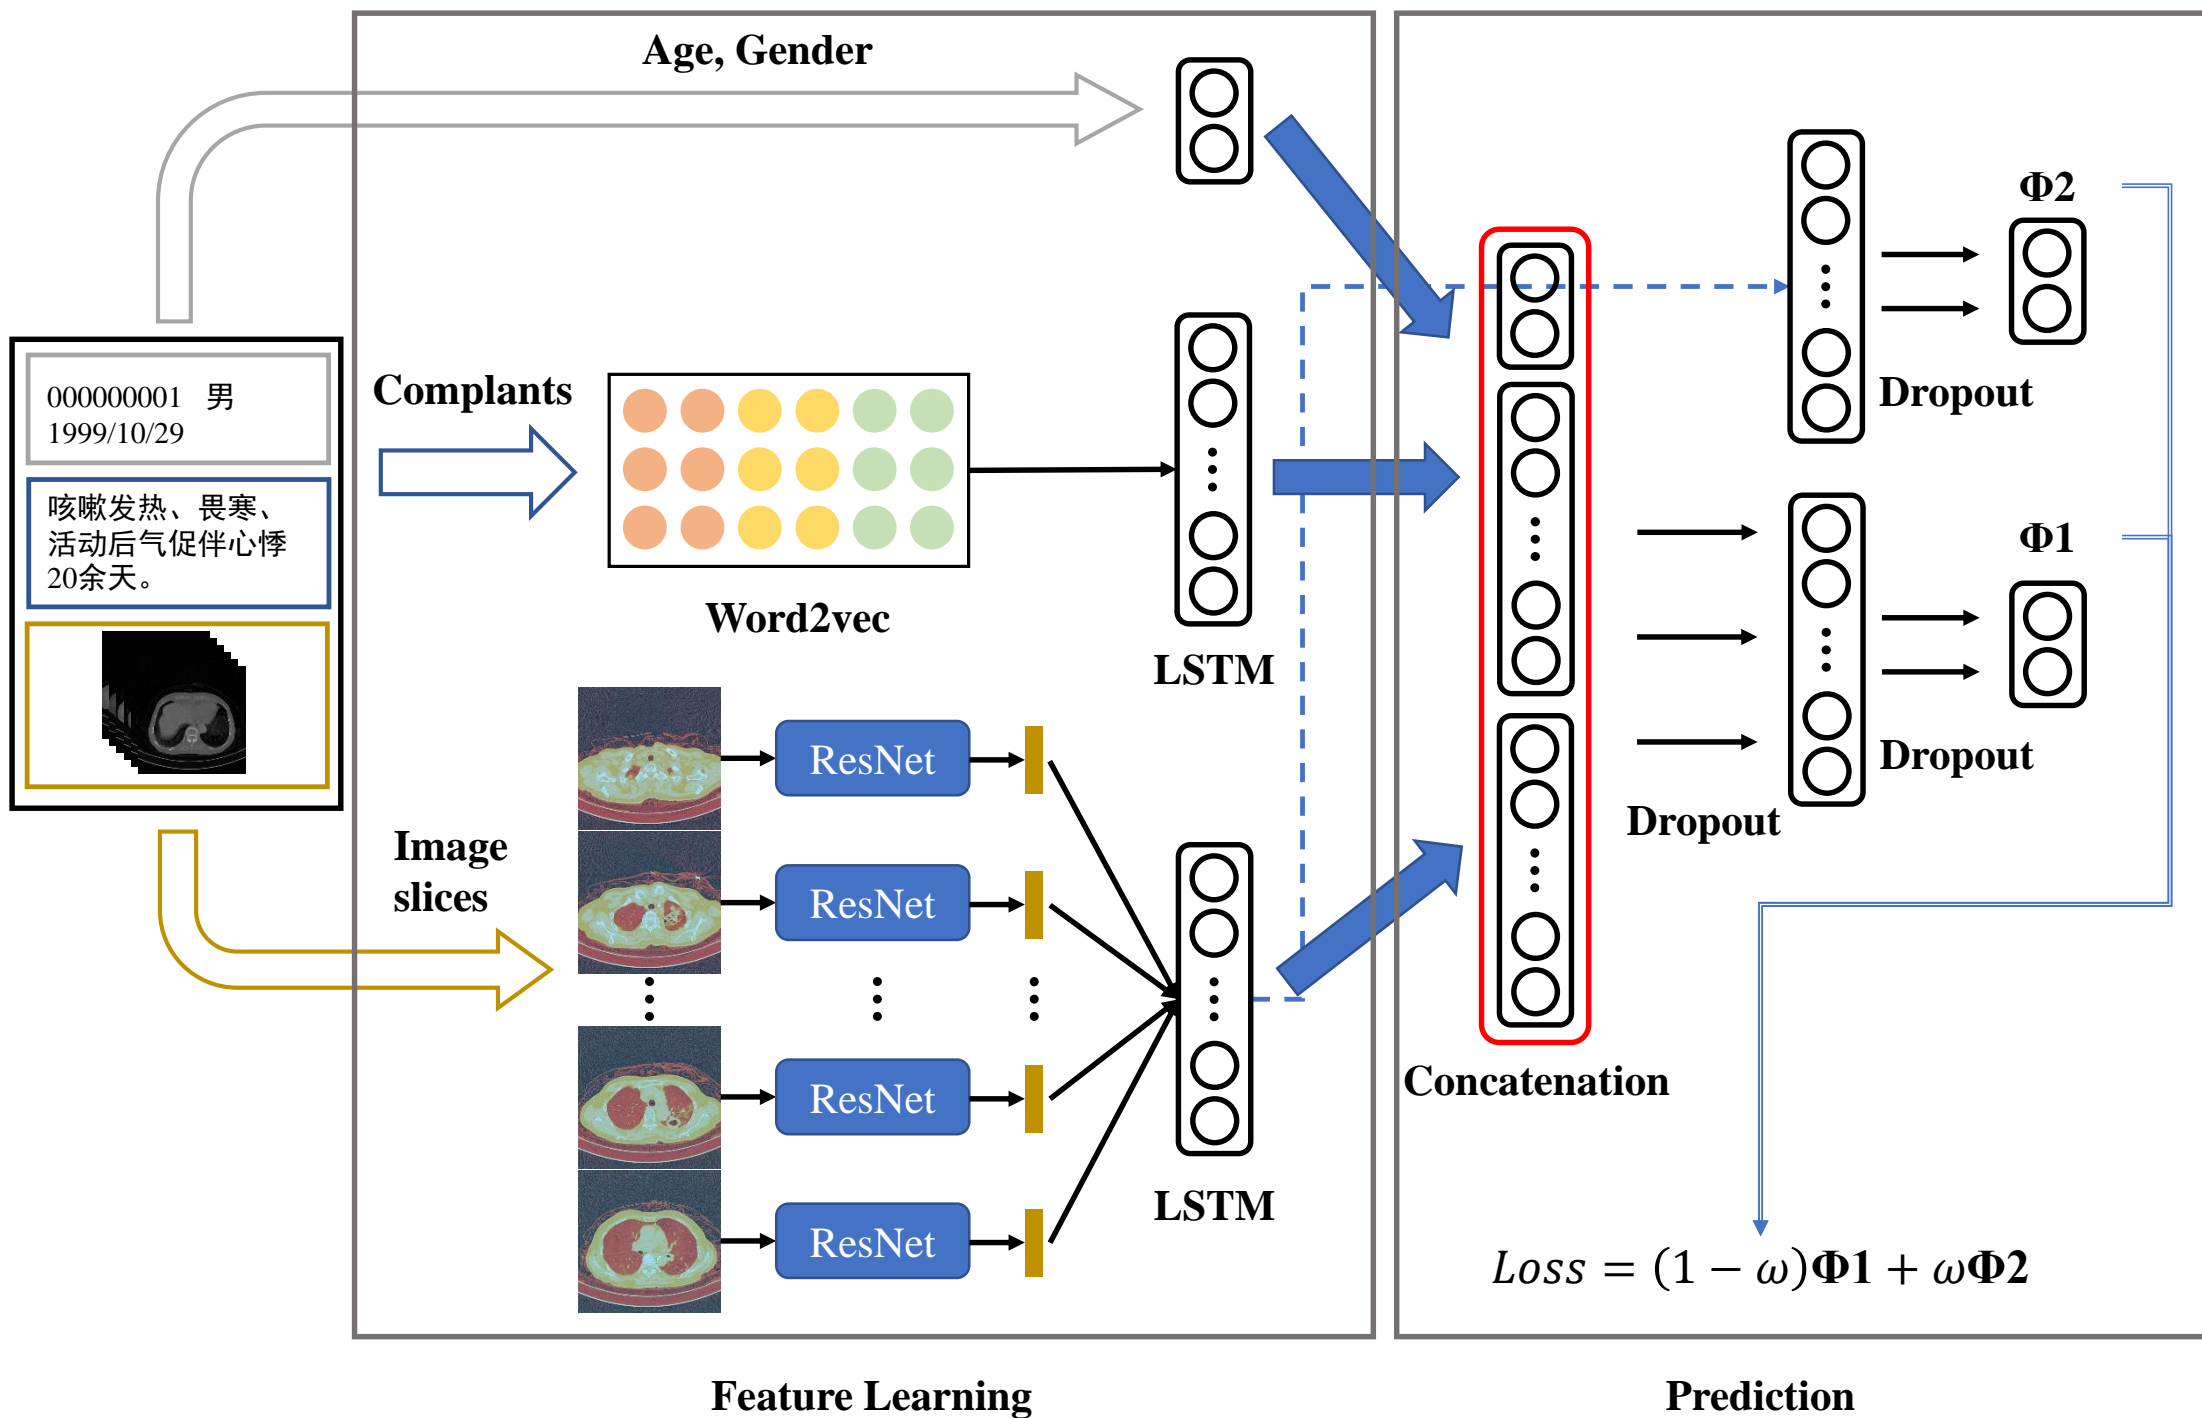 Age, Gender
000000001 男
1999/10/29
咳嗽发热、畏寒、
活动后气促伴心悸
20余天。
Complants
Word2vec
LSTM
Image
slices
ResNet
ResNet
ResNet
ResNet
LSTM
Feature Learning
Concatenation
Dropout
Φ2
Dropout
Φ1
Dropout
Loss = (1 − ω)Φ1 + ωΦ2
Prediction